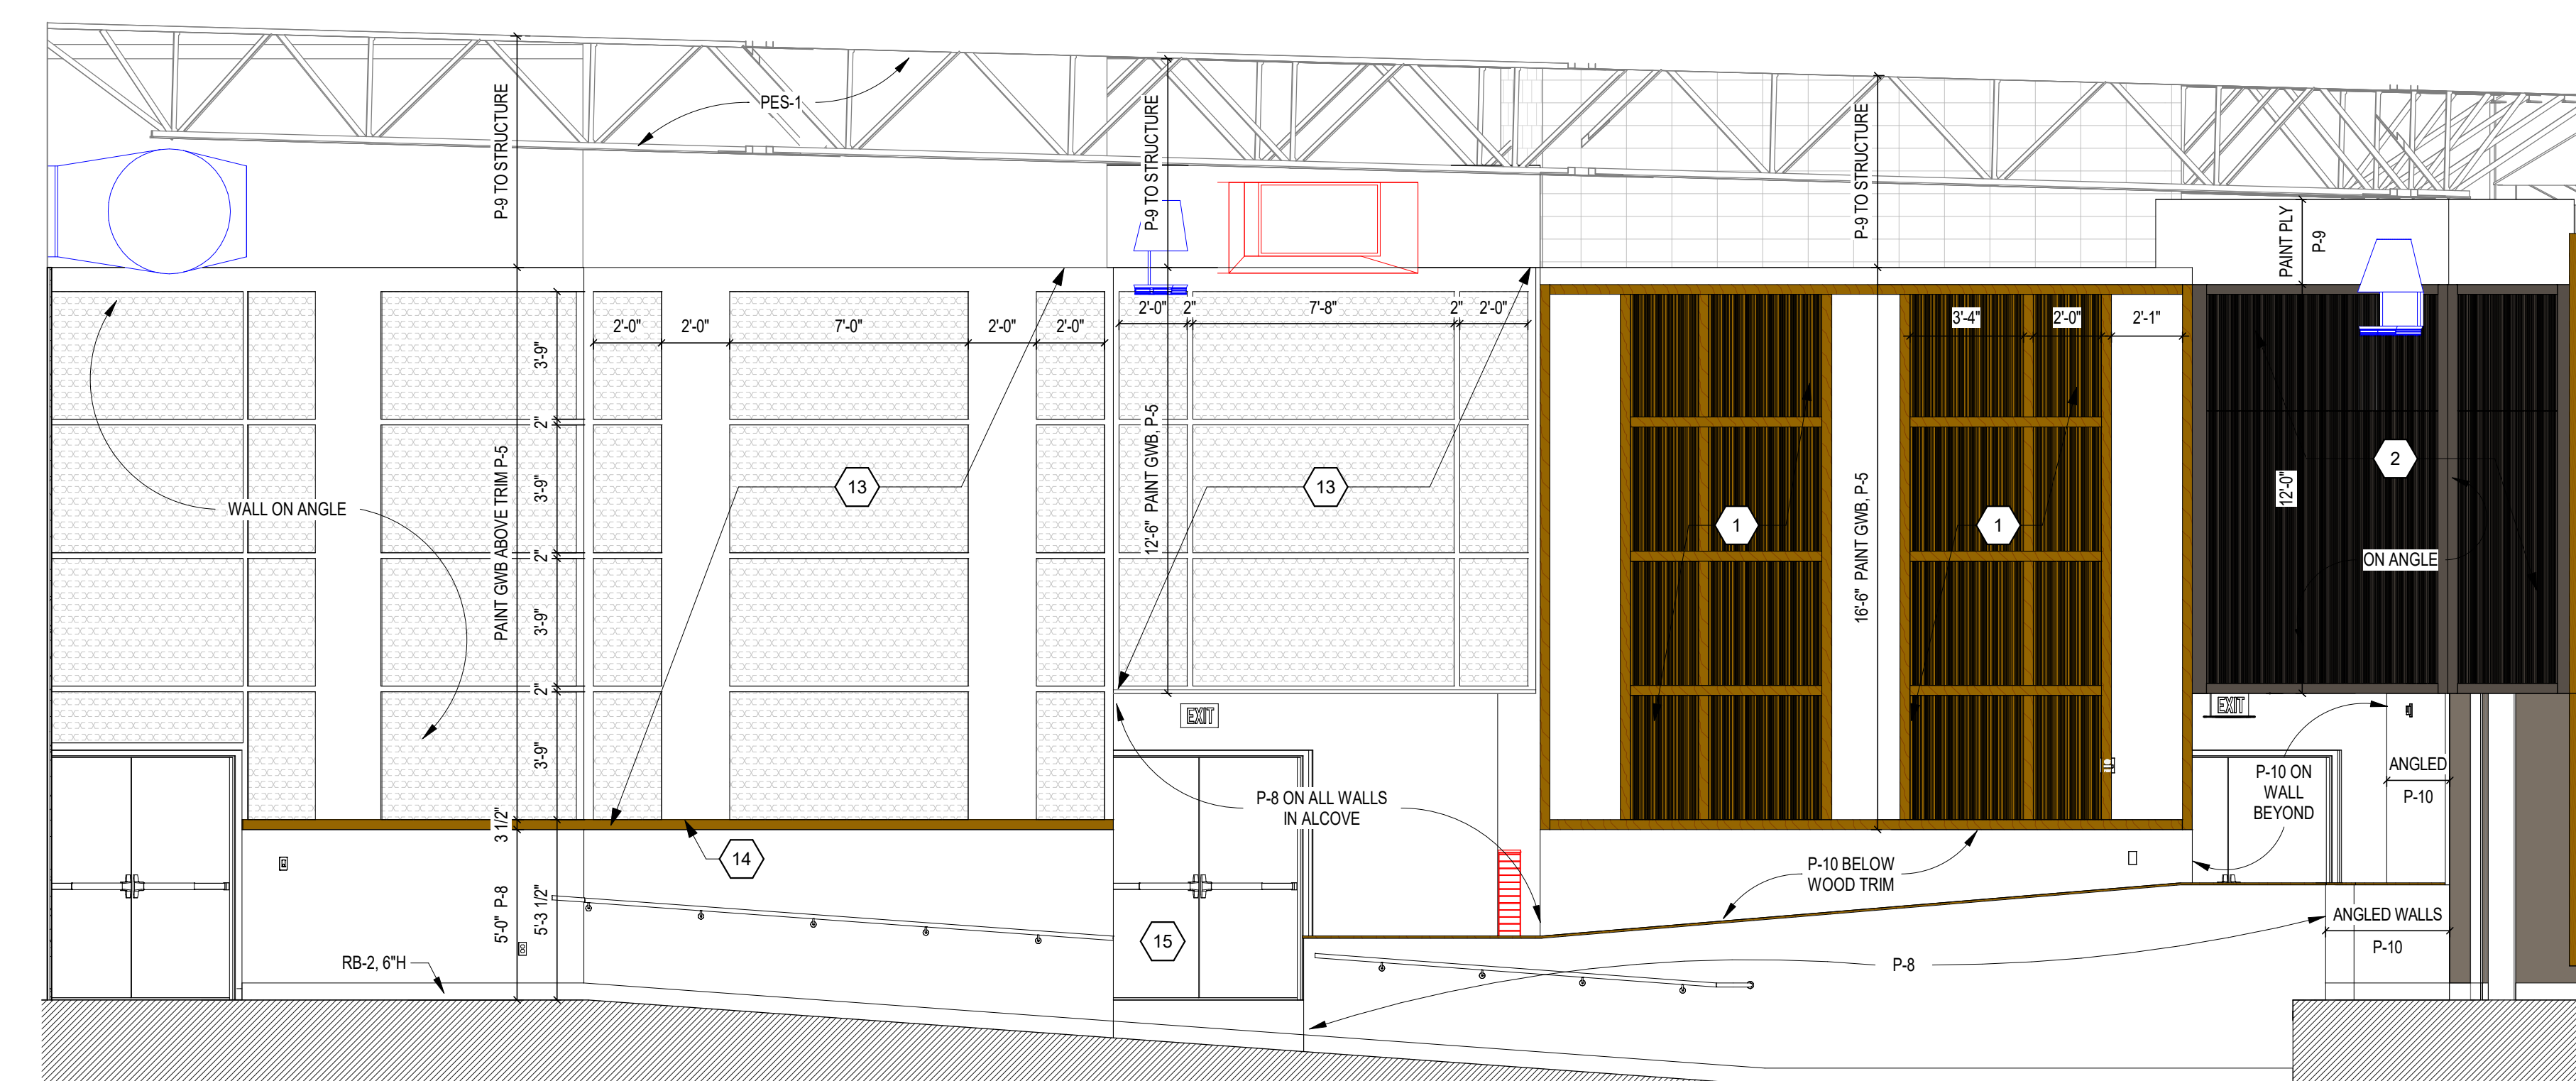 PES-1
P-9 TO STRUCTURE
P-9 TO STRUCTURE
P-9 TO STRUCTURE
PAINT PLY
P-9
2'-0"
2'-0"
7'-0"
2'-0"
2'-0"
2'-0"
2"
7'-8"
2"
2'-0"
3'-4"
2'-0"
2'-1"
3'-9"
2"
3'-9"
2"
3'-9"
2"
3'-9"
WALL ON ANGLE
PAINT GWB ABOVE TRIM P-5
13
12'-6" PAINT GWB, P-5
13
1
16'-6" PAINT GWB, P-5
1
2
12'-0"
ON ANGLE
EXIT
EXIT
P-8 ON ALL WALLS
IN ALCOVE
P-10 ON
WALL
BEYOND
ANGLED
P-10
3 1/2"
14
P-10 BELOW
WOOD TRIM
5'-0" P-8
5'-3 1/2"
15
ANGLED WALLS
P-10
RB-2, 6"H
P-8